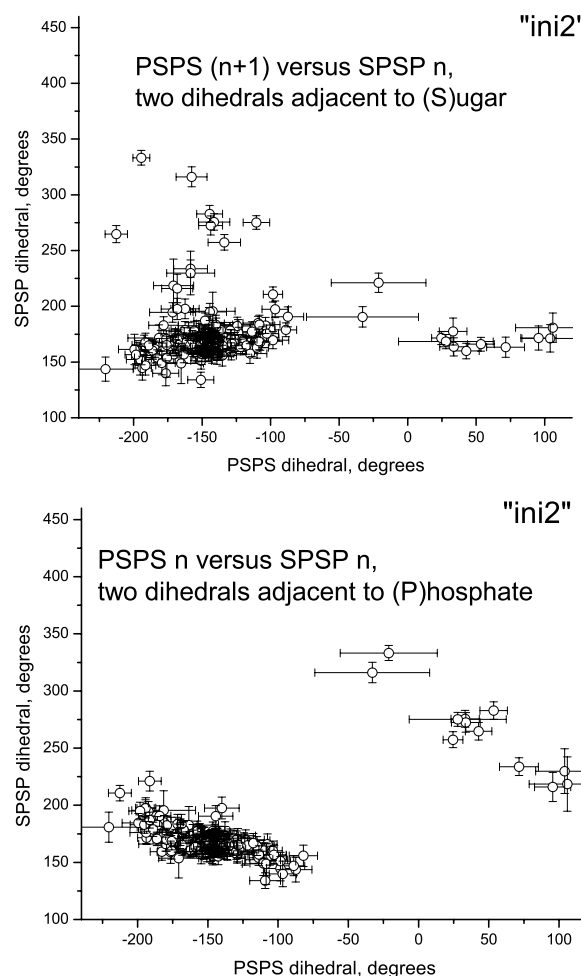 "ini2"
PSPS (n+1) versus SPSP n,
two dihedrals adjacent to (S)ugar
SPSP dihedral, degrees
450
400
350
300
250
200
150
100
-200 -150 -100 -50 0 50 100
PSPS dihedral, degrees
"ini2"
PSPS n versus SPSP n,
two dihedrals adjacent to (P)hosphate
SPSP dihedral, degrees
450
400
350
300
250
200
150
100
-200 -150 -100 -50 0 50 100
PSPS dihedral, degrees